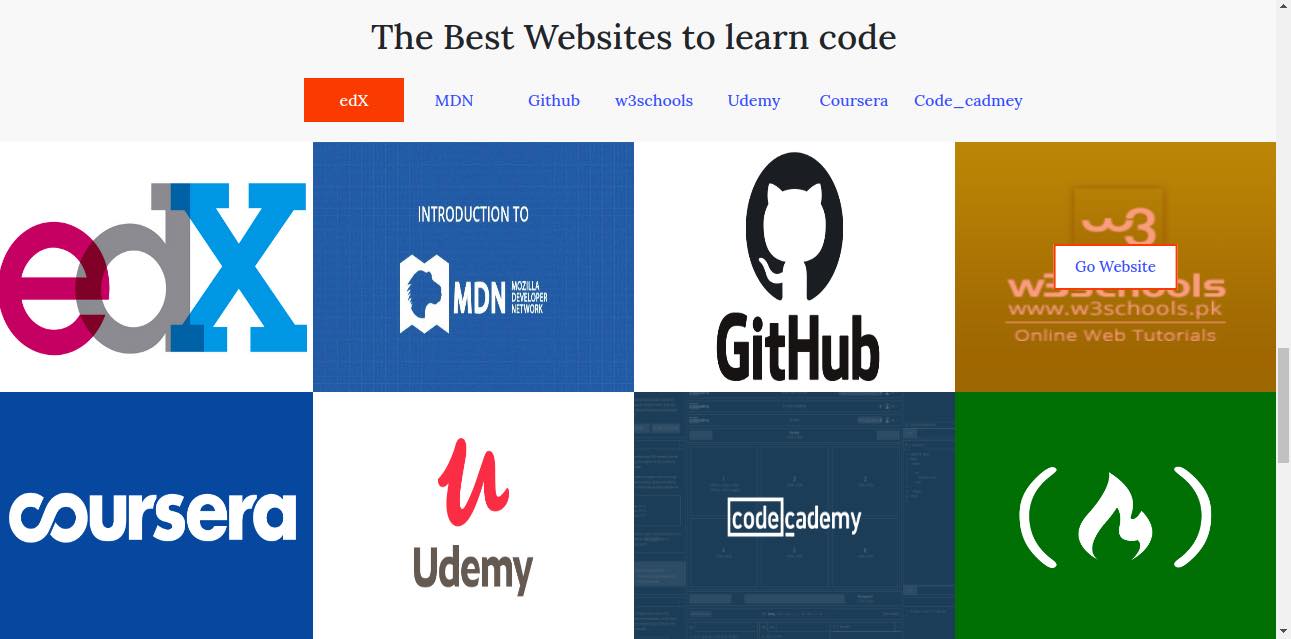 The Best Websites to learn code
edX MDN Github w3schools Udemy Coursera Code_cadmey
edX
INTRODUCTION TO
MDN MOZILLA
DEVELOPER
NETWORK
GitHub
w3
Go Website
w3schools
www.w3schools.pk
Online Web Tutorials
coursera
Udemy
codecademy